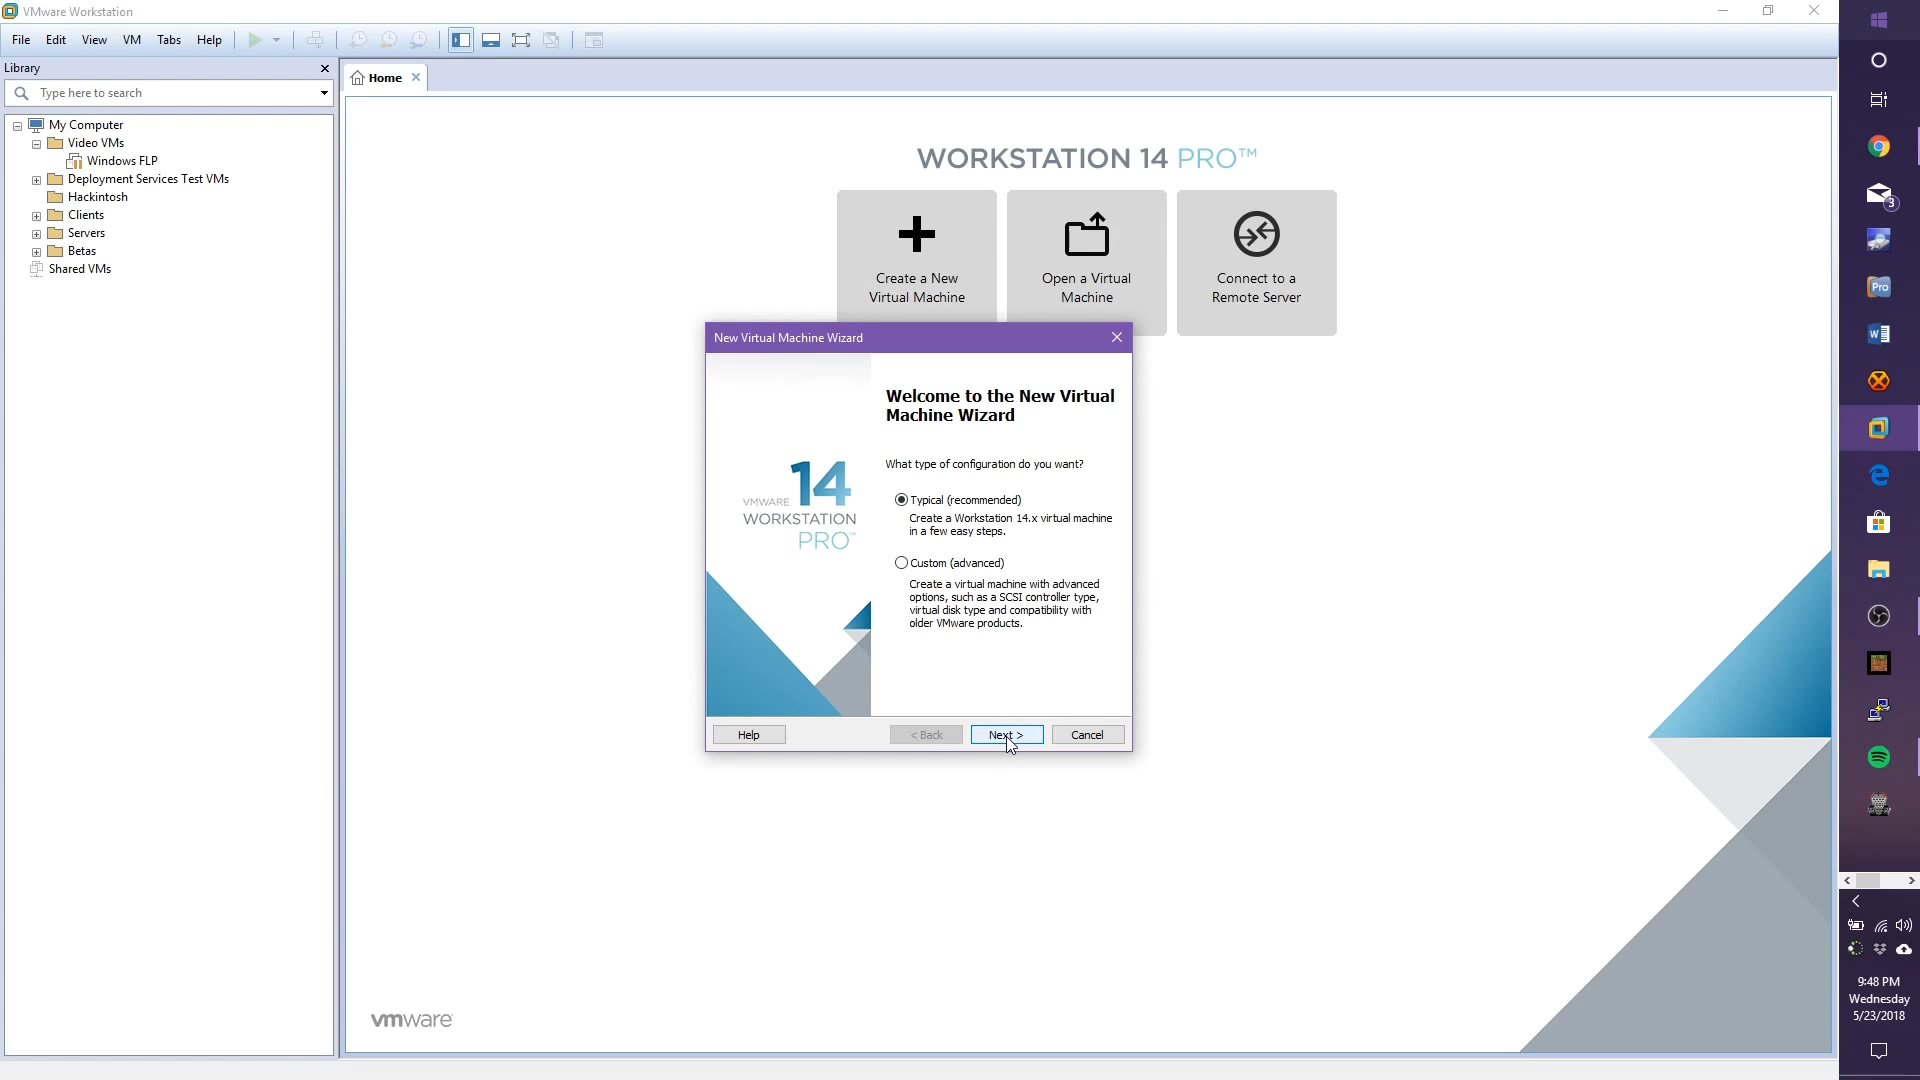 VMware Workstation
File Edit View VM Tabs Help
Library
Type here to search
My Computer
Video VMs
Windows FLP
Deployment Services Test VMs
Hackintosh
Clients
Servers
Betas
Shared VMs
Home
WORKSTATION 14 PRO™
Create a New
Virtual Machine
Open a Virtual
Machine
Connect to a
Remote Server
New Virtual Machine Wizard
14
VMWARE
WORKSTATION
PRO™
Welcome to the New Virtual
Machine Wizard
What type of configuration do you want?
Typical (recommended)
Create a Workstation 14.x virtual machine
in a few easy steps.
Custom (advanced)
Create a virtual machine with advanced
options, such as a SCSI controller type,
virtual disk type and compatibility with
older VMware products.
Help < Back Next > Cancel
vmware
3
Pro
W
9:48 PM
Wednesday
5/23/2018